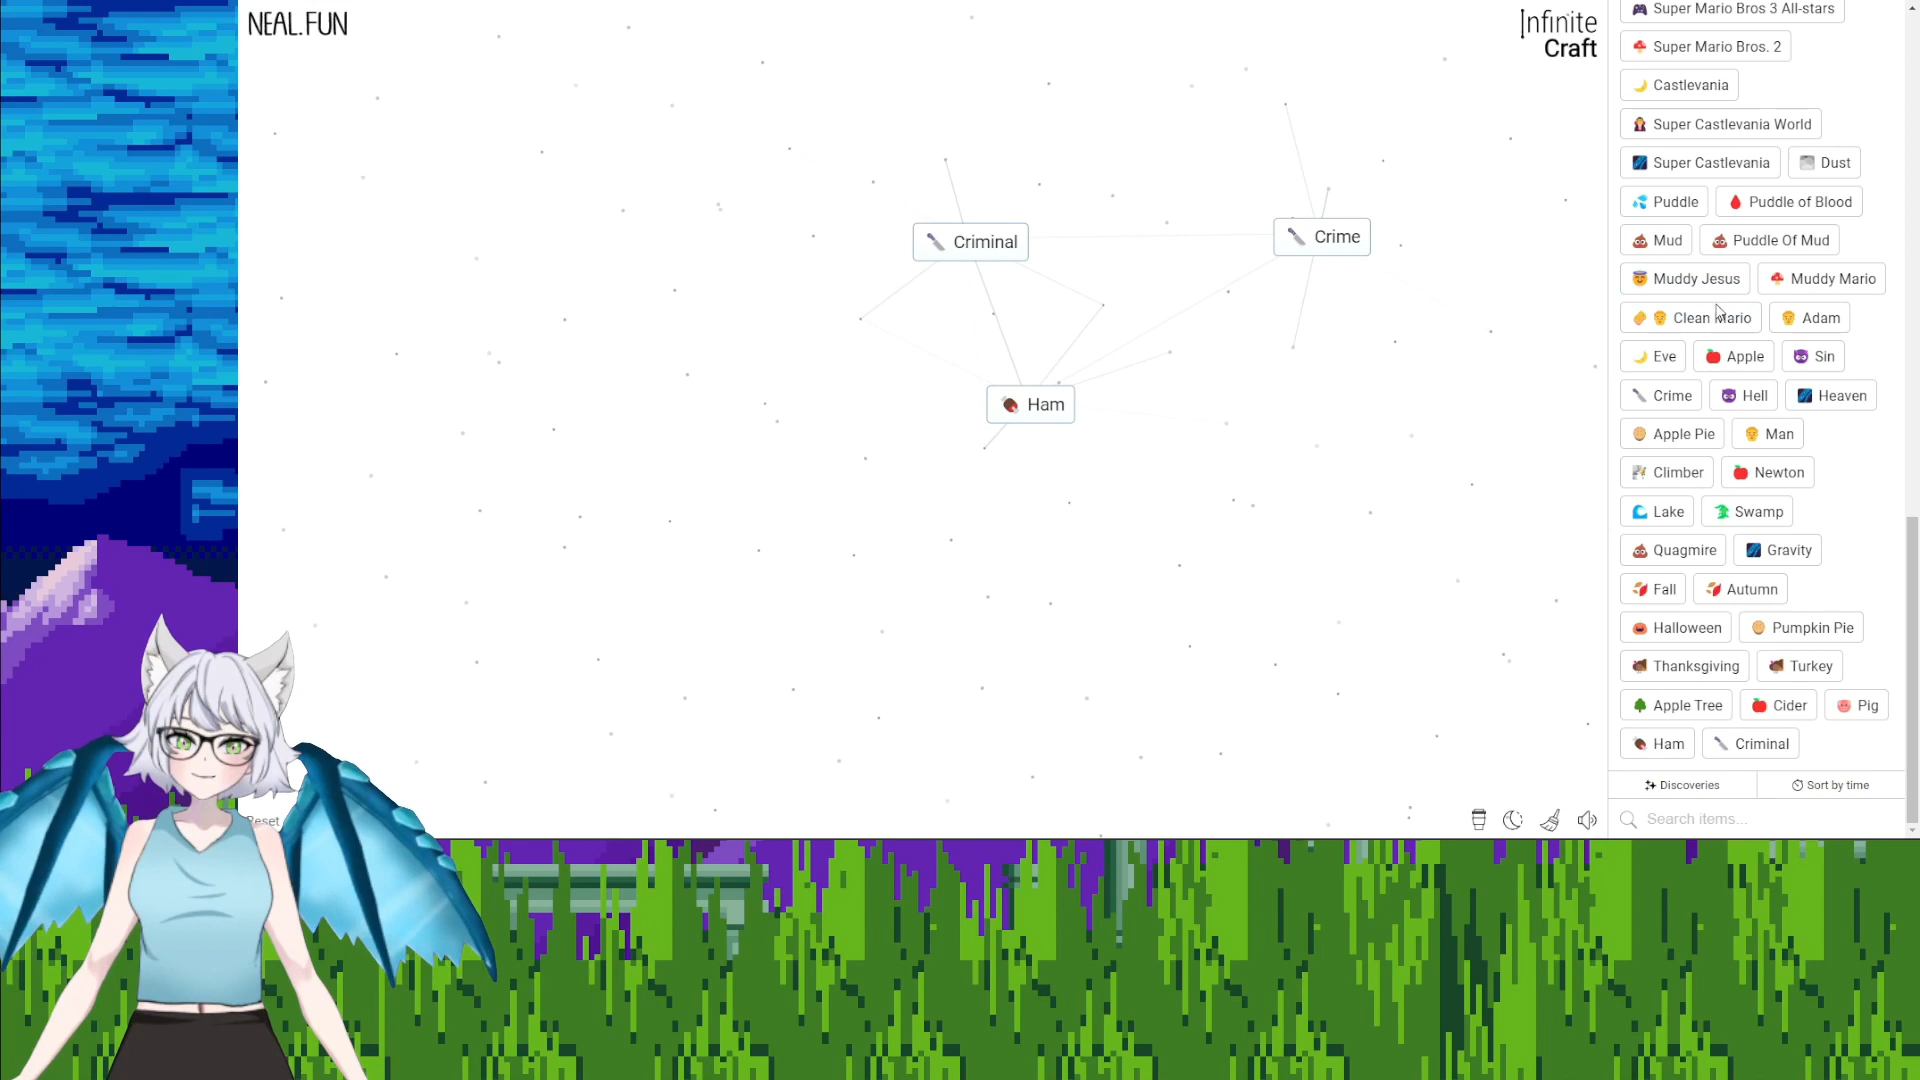 NEAL.FUN
Infinite
Craft
Criminal
Crime
Ham
Reset
Super Mario Bros 3 All-stars
Super Mario Bros. 2
Castlevania
Super Castlevania World
Super Castlevania Dust
Puddle Puddle of Blood
Mud Puddle Of Mud
Muddy Jesus Muddy Mario
Clean Mario Adam
Eve Apple Sin
Crime Hell Heaven
Apple Pie Man
Climber Newton
Lake Swamp
Quagmire Gravity
Fall Autumn
Halloween Pumpkin Pie
Thanksgiving Turkey
Apple Tree Cider Pig
Ham Criminal
Discoveries Sort by time
Search items...